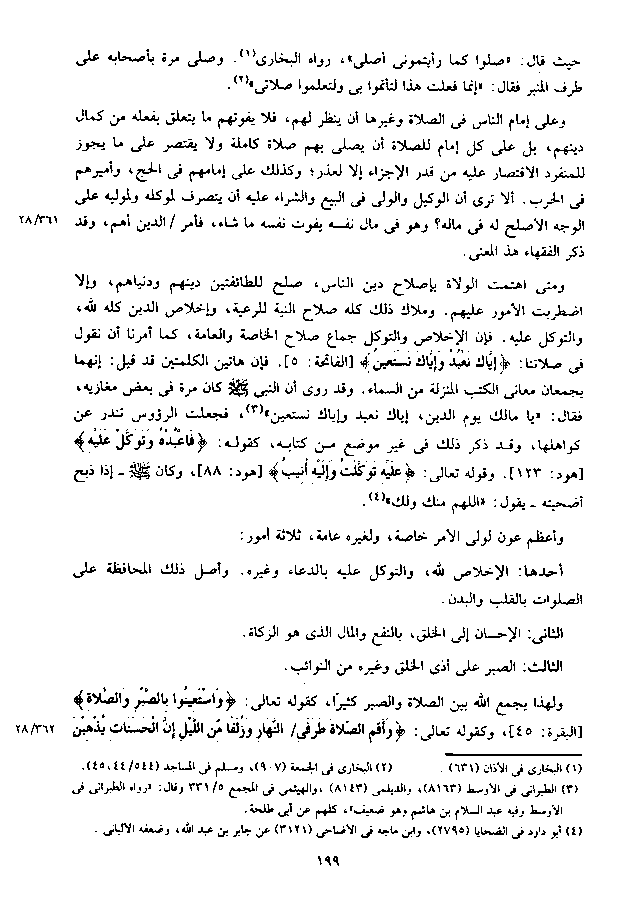 حيث قال: «صلوا كما رأيتمونى أصلى»، رواه البخارى(١). وصلى مرة بأصحابه على
طرف المنبر فقال: «إنما فعلت هذا لتأتموا بى ولتعلموا صلاتى»(٢).
وعلى إمام الناس فى الصلاة وغيرها أن ينظر لهم، فلا يفوتهم ما يتعلق بفعله من كمال
دينهم، بل على كل إمام للصلاة أن يصلى بهم صلاة كاملة ولا يقتصر على ما يجوز
للمنفرد الاقتصار عليه من قدر الإجزاء إلا لعذر؛ وكذلك على إمامهم فى الحج، وأميرهم
فى الحرب. ألا ترى أن الوكيل والولى فى البيع والشراء عليه أن يتصرف لموكله ولموليه على
الوجه الأصلح له فى ماله؟ وهو فى مال نفسه يفوت نفسه ما شاء، فأمر /الدين أهم، وقد
٢٨/٣٦١
ذكر الفقهاء هذ المعنى.
ومتى اهتمت الولاة بإصلاح دين الناس، صلح للطائفتين دينهم ودنياهم، وإلا
اضطربت الأمور عليهم. وملاك ذلك كله صلاح النية للرعية، وإخلاص الدين كله لله،
والتوكل عليه. فإن الإخلاص والتوكل جماع صلاح الخاصة والعامة، كما أمرنا أن نقول
فى صلاتنا: ﴿إِيَّاكَ نَعْبُدُ وَإِيَّاكَ نَسْتَعِينُ﴾ [الفاتحة: ٥]. فإن هاتين الكلمتين قد قيل: إنهما
يجمعان معانى الكتب المنزلة من السماء. وقد روى أن النبى ﷺ كان مرة فى بعض مغازيه،
فقال: «يا مالك يوم الدين، إياك نعبد وإياك نستعين»(٣)، فجعلت الرؤوس تندر عن
كواهلها، وقد ذكر ذلك فى غير موضع من كتابه، كقوله: ﴿فَاعْبُدْهُ وَتَوَكَّلْ عَلَيْهِ﴾
[هود: ١٢٣]. وقوله تعالى: ﴿عَلَيْهِ تَوَكَّلْتُ وَإِلَيْهِ أُنِيبُ﴾ [هود: ٨٨]، وكان ﷺ ـ إذا ذبح
أضحيته ـ يقول: «اللهم منك ولك»(٤).
وأعظم عون لولى الأمر خاصة، ولغيره عامة، ثلاثة أمور:
أحدها: الإخلاص لله، والتوكل عليه بالدعاء وغيره. وأصل ذلك المحافظة على
الصلوات بالقلب والبدن.
الثانى: الإحسان إلى الخلق، بالنفع والمال الذى هو الزكاة.
الثالث: الصبر على أذى الخلق وغيره من النوائب.
ولهذا يجمع الله بين الصلاة والصبر كثيرًا، كقوله تعالى: ﴿وَاسْتَعِينُوا بِالصَّبْرِ وَالصَّلَاةِ﴾
[البقرة: ٤٥]، وكقوله تعالى: ﴿وَأَقِمِ الصَّلَاةَ طَرَفَىِ/ النَّهَارِ وَزُلَفًا مِّنَ اللَّيْلِ إِنَّ الْحَسَنَاتِ يُذْهِبْنَ
٢٨/٣٦٢
(١) البخارى فى الأذان (٦٣١) . (٢) البخارى فى الجمعة (٩٠٧)، ومسلم فى المساجد (٥٤٤/ ٤٤، ٤٥).
(٣) الطبرانى فى الأوسط (٨١٦٣)، والديلمى (٨١٤٣) ،والهيثمى فى المجمع ٥/ ٣٣١ وقال: «رواه الطبرانى فى
الأوسط وفيه عبد السلام بن هاشم وهو ضعيف»، كلهم عن أبى طلحة.
(٤) أبو دارد فى الضحايا (٢٧٩٥)، وابن ماجه فى الأضاحى (٣١٢١) عن جابر بن عبد الله، وضعفه الألبانى .
١٩٩